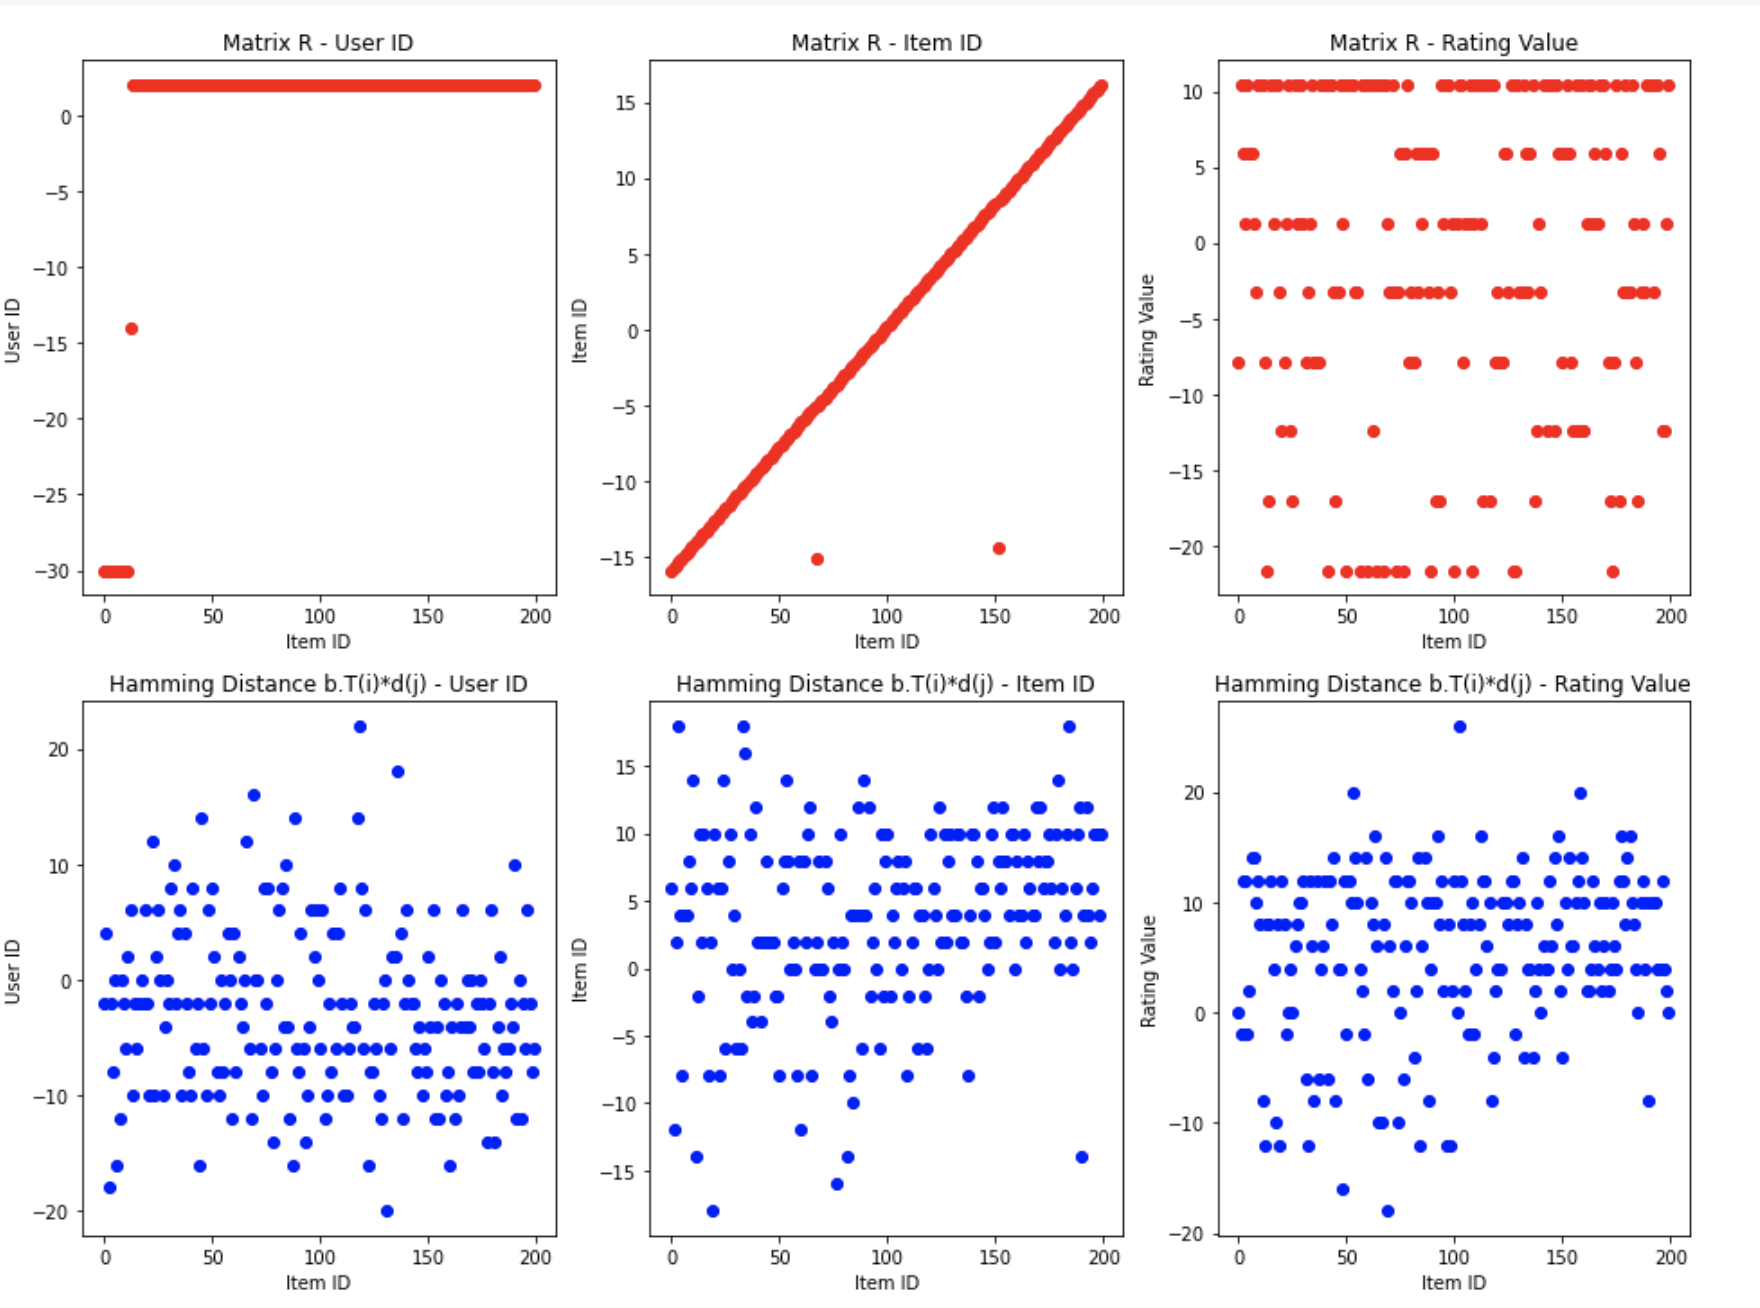 Matrix R - User ID
Matrix R - Item ID
Matrix R - Rating Value
User ID
0
−5
−10
−15
−20
−25
−30
0 50 100 150 200
Item ID
Item ID
15
10
5
0
−5
−10
−15
0 50 100 150 200
Item ID
Rating Value
10
5
0
−5
−10
−15
−20
0 50 100 150 200
Item ID
Hamming Distance b.T(i)*d(j) - User ID
Hamming Distance b.T(i)*d(j) - Item ID
Hamming Distance b.T(i)*d(j) - Rating Value
User ID
20
10
0
−10
−20
0 50 100 150 200
Item ID
Item ID
15
10
5
0
−5
−10
−15
0 50 100 150 200
Item ID
Rating Value
20
10
0
−10
−20
0 50 100 150 200
Item ID